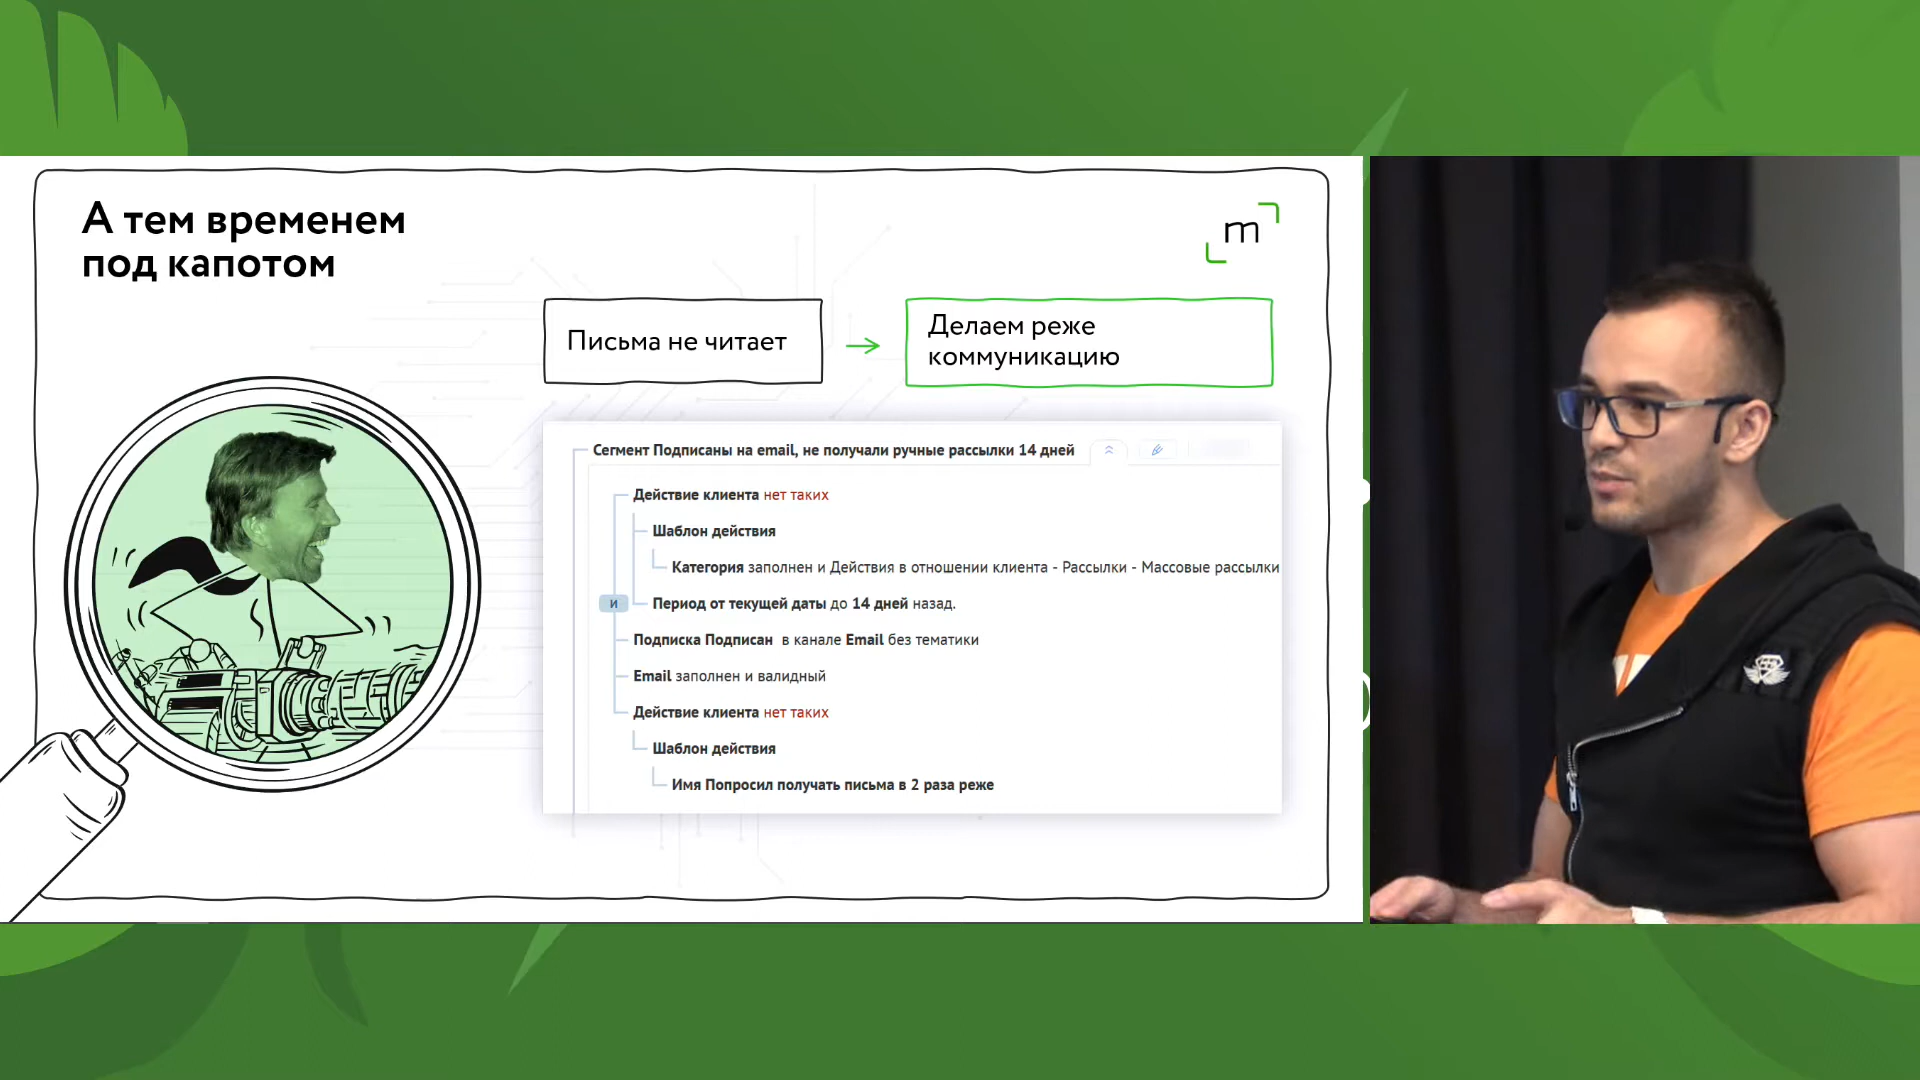 А тем временем
под капотом
m
Письма не читает
Делаем реже
коммуникацию
Сегмент Подписаны на email, не получали ручные рассылки 14 дней
Действие клиента нет таких
Шаблон действия
Категория заполнен и Действия в отношении клиента - Рассылки - Массовые рассылки
и
Период от текущей даты до 14 дней назад.
Подписка Подписан в канале Email без тематики
Email заполнен и валидный
Действие клиента нет таких
Шаблон действия
Имя Попросил получать письма в 2 раза реже